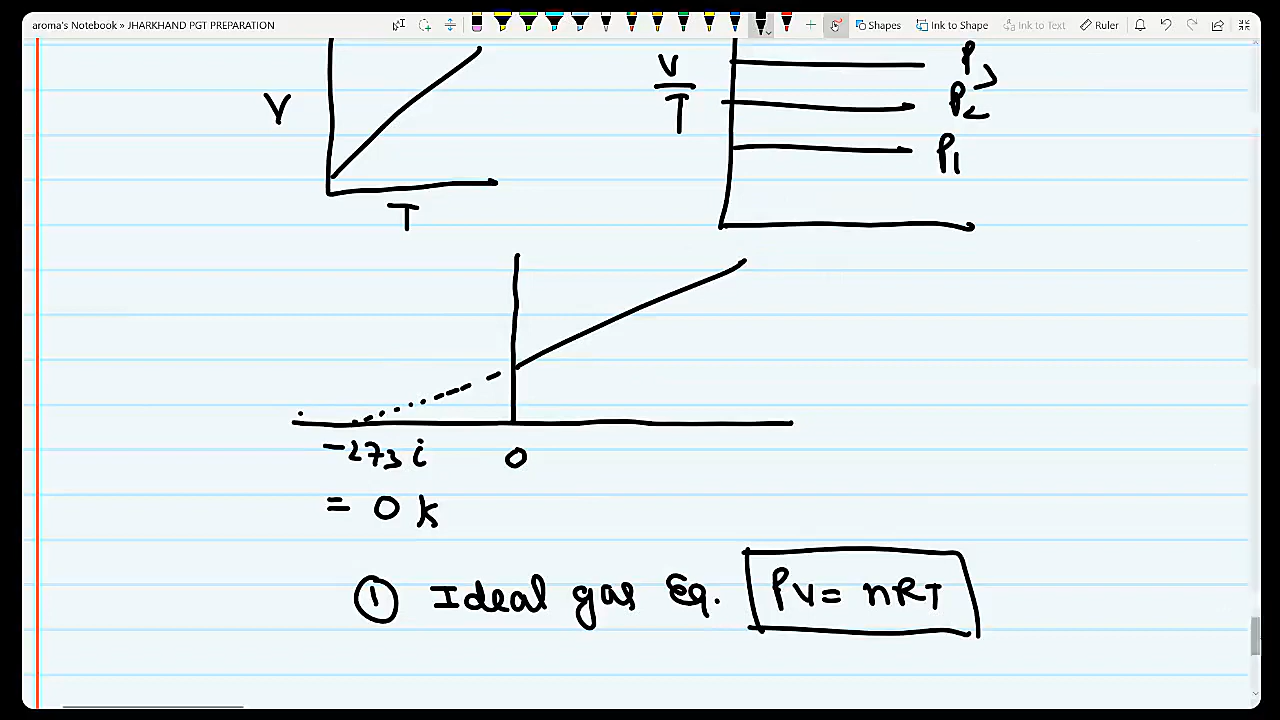 aroma's Notebook » JHARKHAND PGT PREPARATION
Shapes Ink to Shape Ink to Text Ruler
V
T
V
T
P3
P2
P1
0
= 0 k
① Ideal gas Eq. PV = nRT